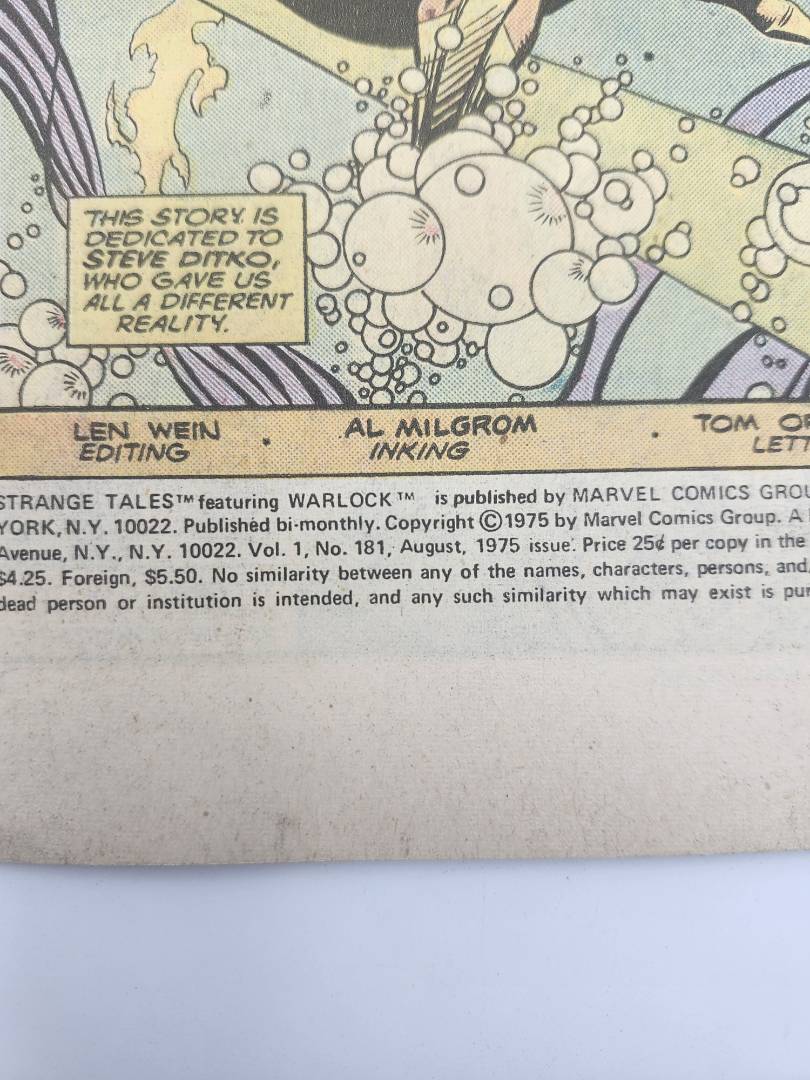 THIS STORY IS
DEDICATED TO
STEVE DITKO,
WHO GAVE US
ALL A DIFFERENT
REALITY.
LEN WEIN • AL MILGROM • TOM
EDITING INKING
STRANGE TALES™ featuring WARLOCK™ is published by MARVEL COMICS
YORK, N.Y. 10022. Published bi-monthly. Copyright ©1975 by Marvel Comics Group. A
Avenue, N.Y., N.Y. 10022. Vol. 1, No. 181, August, 1975 issue. Price 25¢ per copy in the
$4.25. Foreign, $5.50. No similarity between any of the names, characters, persons, and
dead person or institution is intended, and any such similarity which may exist is